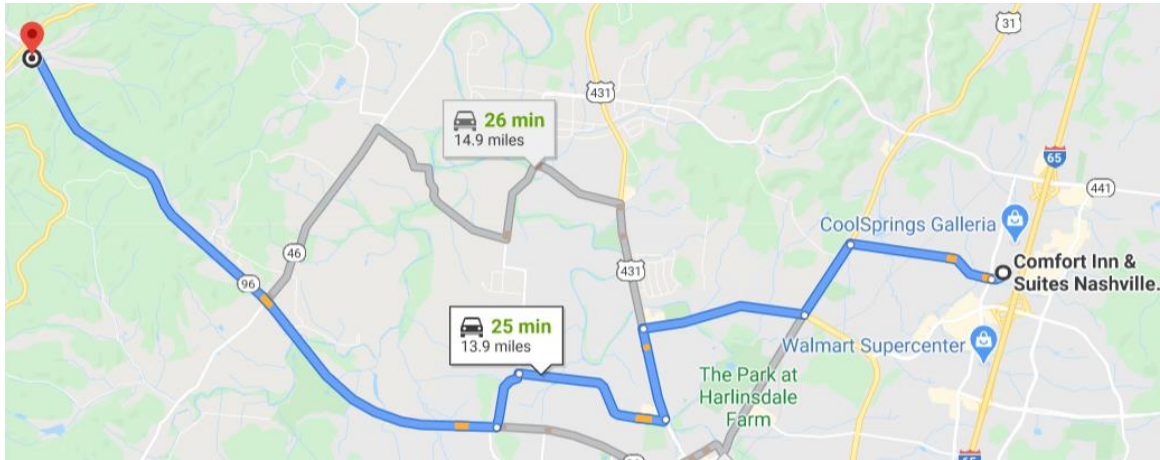 31
431
26 min
14.9 miles
65
441
CoolSprings Galleria
46
431
Comfort Inn &
Suites Nashville.
96
25 min
13.9 miles
Walmart Supercenter
The Park at
Harlinsdale
Farm
65